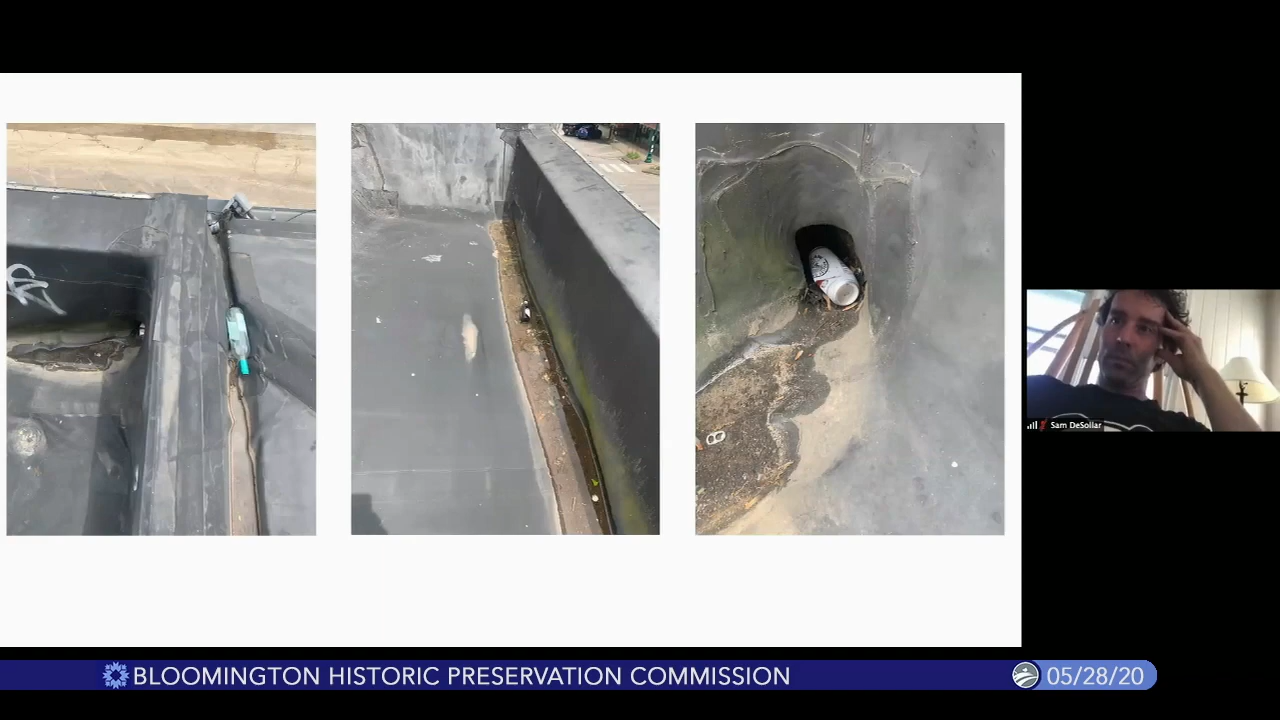 Sam DeSollar
BLOOMINGTON HISTORIC PRESERVATION COMMISSION
05/28/20